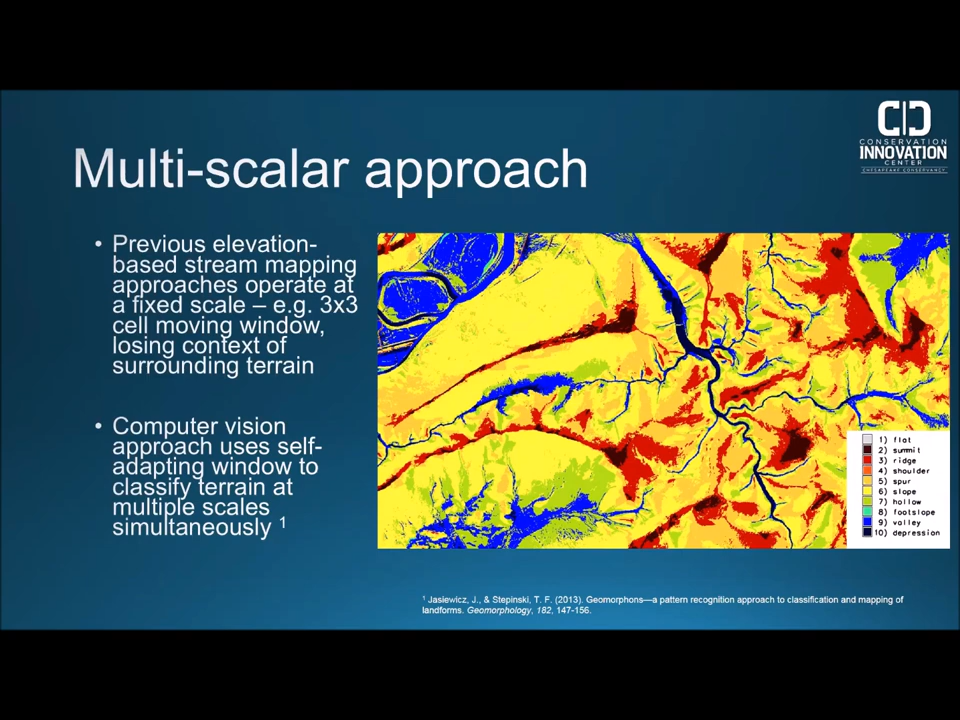 CONSERVATION
INNOVATION
CENTER
CHESAPEAKE CONSERVANCY
Multi-scalar approach
• Previous elevation-
based stream mapping
approaches operate at
a fixed scale – e.g. 3x3
cell moving window,
losing context of
surrounding terrain
• Computer vision
approach uses self-
adapting window to
classify terrain at
multiple scales
simultaneously 1
1) flat
2) summit
3) ridge
4) shoulder
5) spur
6) slope
7) hollow
8) footslope
9) valley
10) depression
1 Jasiewicz, J., & Stepinski, T. F. (2013). Geomorphons—a pattern recognition approach to classification and mapping of
landforms. Geomorphology, 182, 147-156.